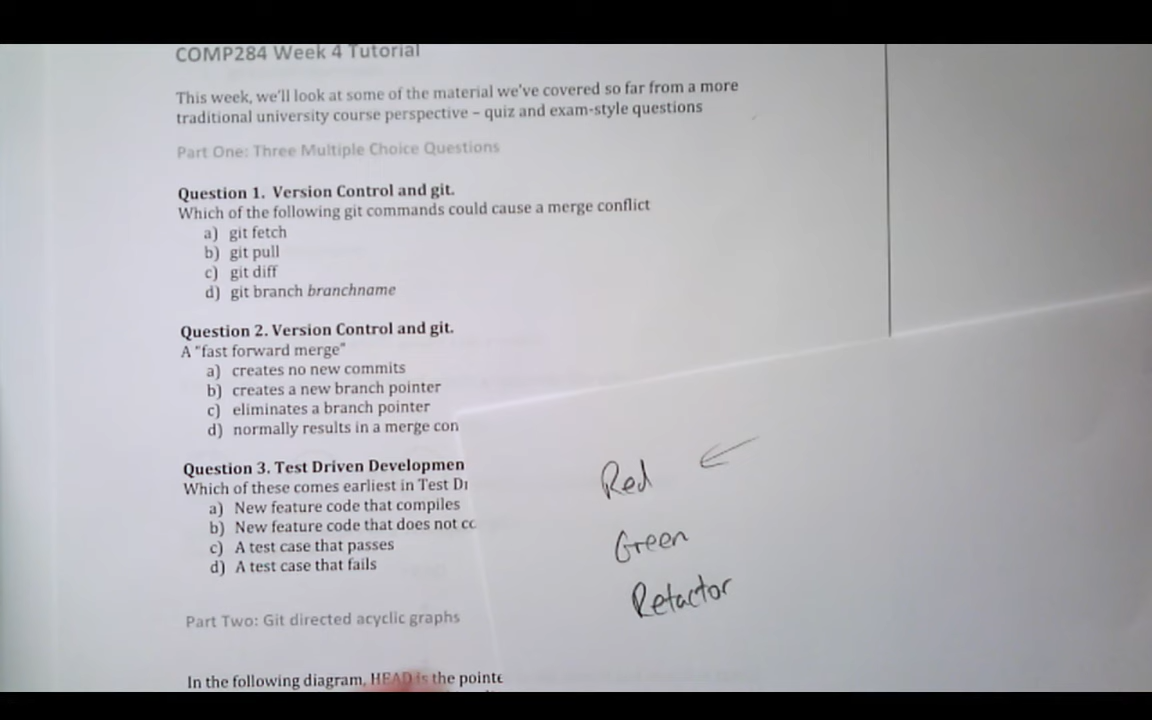 COMP284 Week 4 Tutorial
This week, we'll look at some of the material we've covered so far from a more
traditional university course perspective – quiz and exam-style questions
Part One: Three Multiple Choice Questions
Question 1. Version Control and git.
Which of the following git commands could cause a merge conflict
a) git fetch
b) git pull
c) git diff
d) git branch branchname
Question 2. Version Control and git.
A "fast forward merge"
a) creates no new commits
b) creates a new branch pointer
c) eliminates a branch pointer
d) normally results in a merge con
Question 3. Test Driven Developmen
Which of these comes earliest in Test
a) New feature code that compiles
b) New feature code that does not
c) A test case that passes
d) A test case that fails
Part Two: Git directed acyclic graphs
In the following diagram, HEAD is the pointe
Red
Green
Refactor